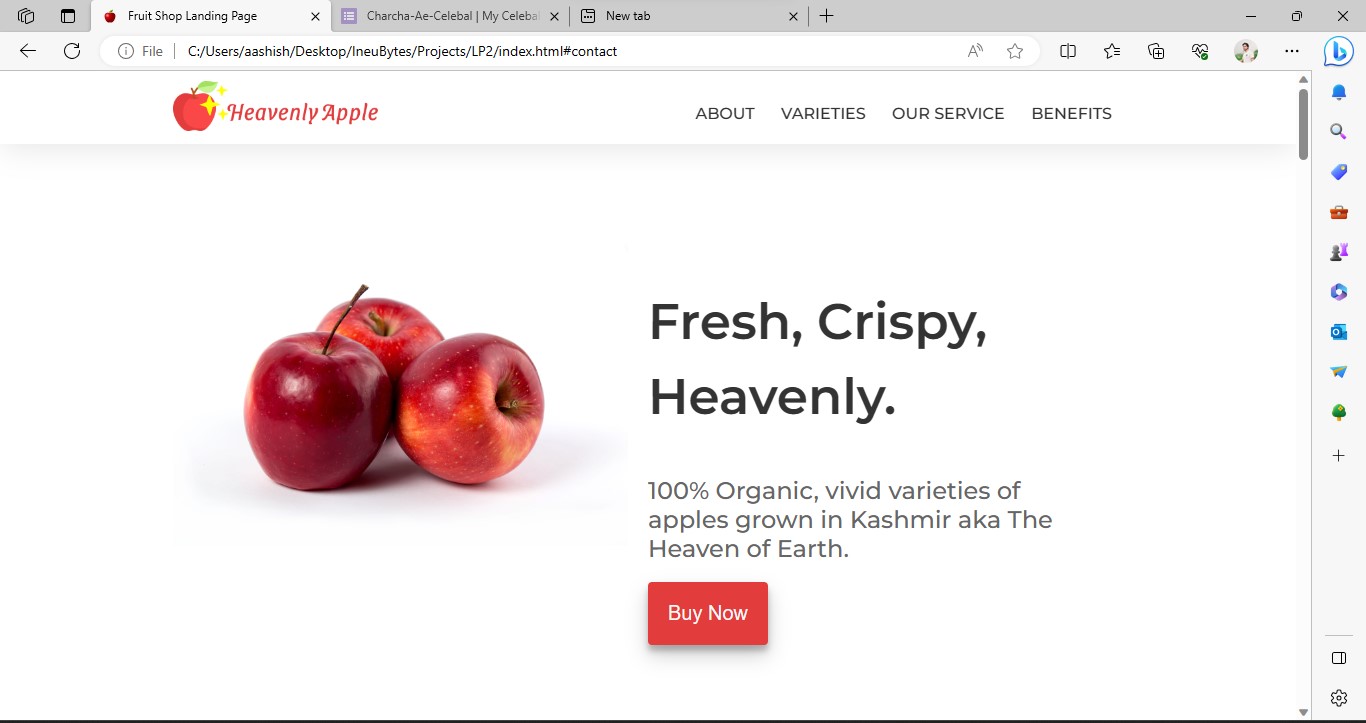 Fruit Shop Landing Page
Charcha-Ae-Celebal | My Celebal
New tab
File
C:/Users/aashish/Desktop/IneuBytes/Projects/LP2/index.html#contact
Heavenly Apple
ABOUT
VARIETIES
OUR SERVICE
BENEFITS
Fresh, Crispy,
Heavenly.
100% Organic, vivid varieties of
apples grown in Kashmir aka The
Heaven of Earth.
Buy Now